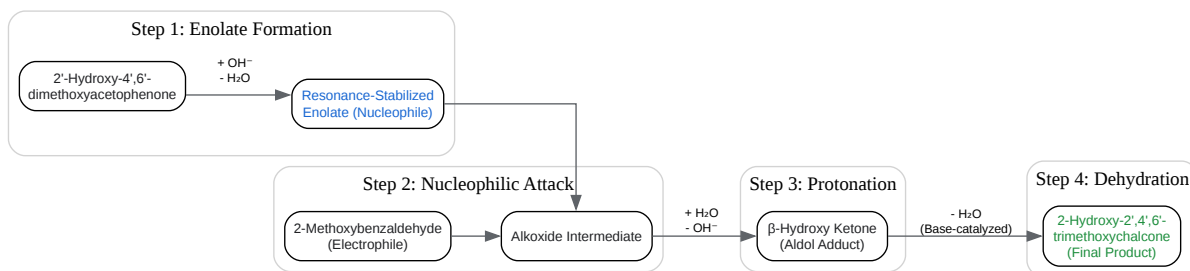 Step 1: Enolate Formation
2'-Hydroxy-4',6'-
dimethoxyacetophenone
+ OH⁻
- H₂O
Resonance-Stabilized
Enolate (Nucleophile)
Step 2: Nucleophilic Attack
2-Methoxybenzaldehyde
(Electrophile)
Alkoxide Intermediate
+ H₂O
- OH⁻
Step 3: Protonation
β-Hydroxy Ketone
(Aldol Adduct)
- H₂O
(Base-catalyzed)
Step 4: Dehydration
2-Hydroxy-2',4',6'-
trimethoxychalcone
(Final Product)